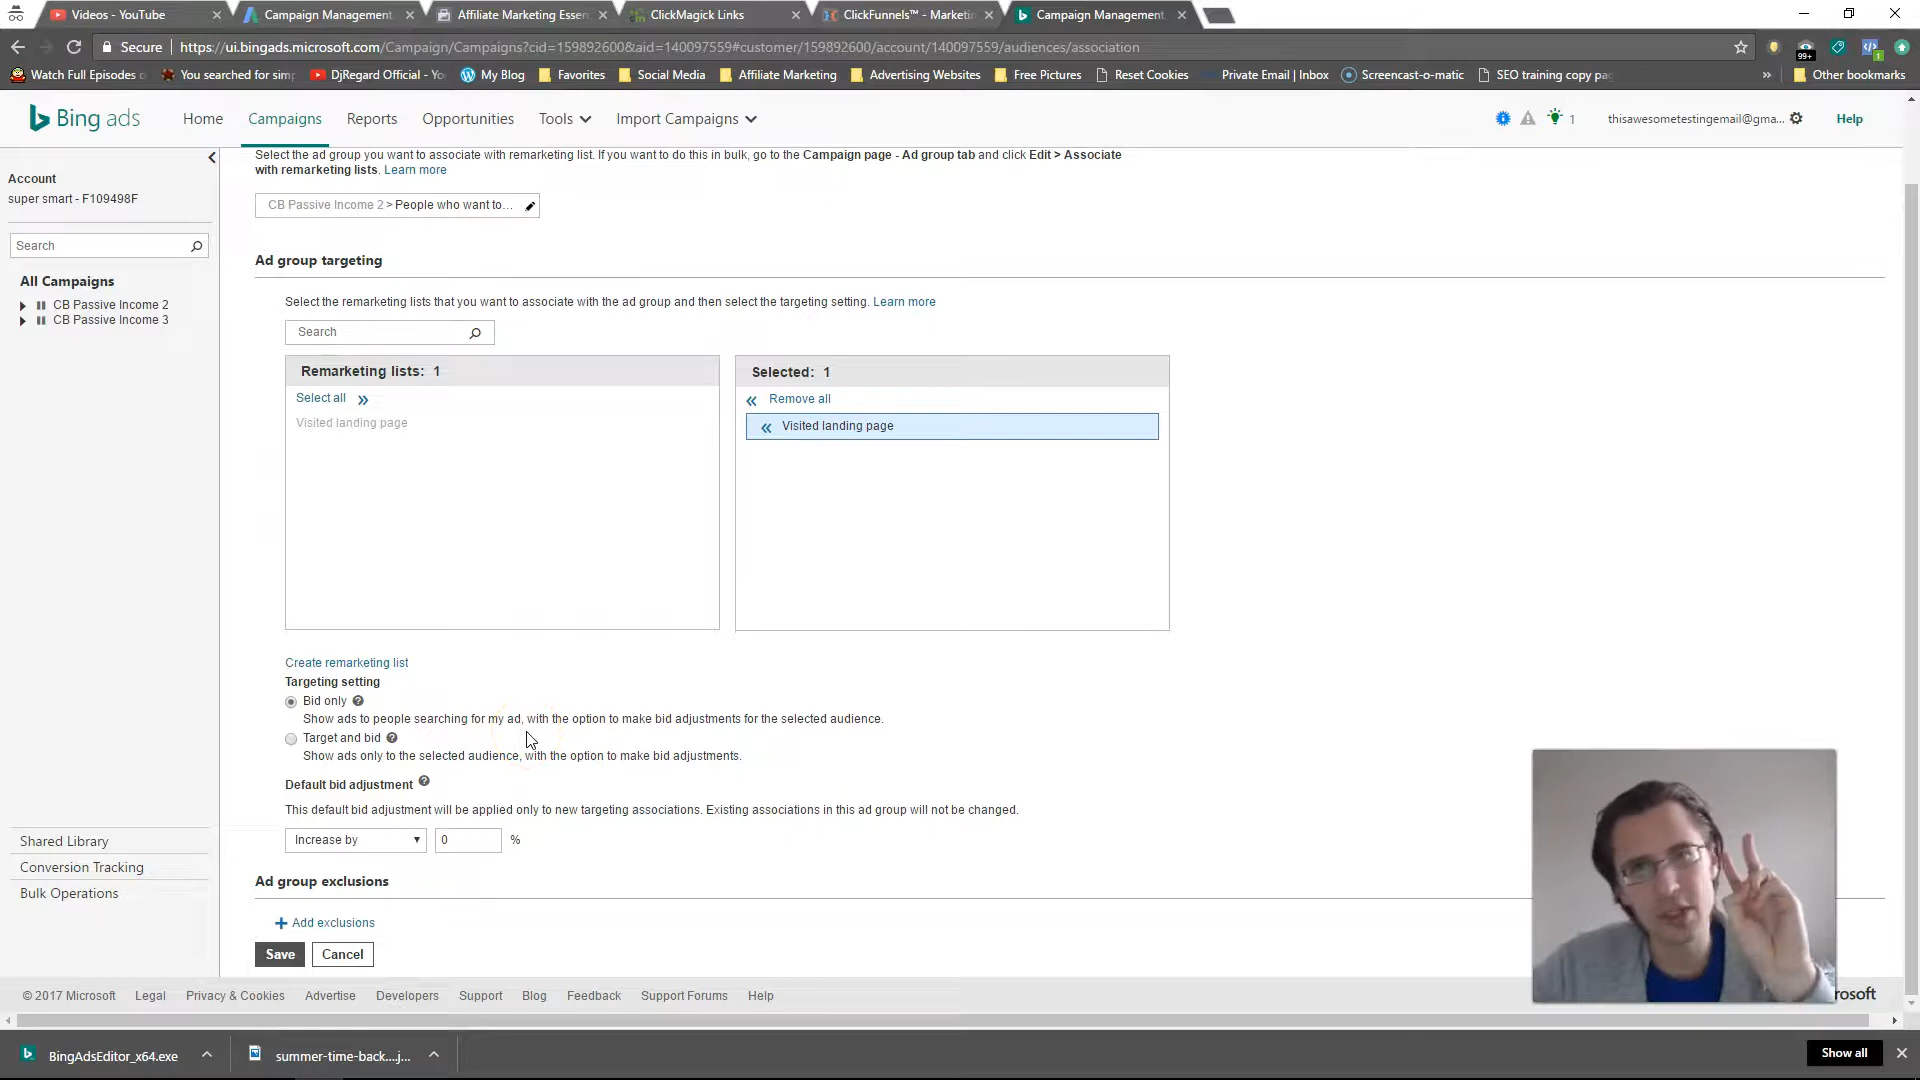 Videos - YouTube
Campaign Management
Affiliate Marketing Essen
ClickMagick Links
ClickFunnels™ - Marketin
Campaign Management
Secure
https://ui.bingads.microsoft.com/Campaign/Campaigns?cid=159892600&aid=140097559#customer/159892600/account/140097559/audiences/association
99+
1
Watch Full Episodes o
You searched for simp
DjRegard Official - Yo
My Blog
Favorites
Social Media
Affiliate Marketing
Advertising Websites
Free Pictures
Reset Cookies
Private Email | Inbox
Screencast-o-matic
SEO training copy pag
»
Other bookmarks
Bing ads
Home
Campaigns
Reports
Opportunities
Tools
Import Campaigns
1
thisawesometestingemail@gma...
Help
Account
super smart - F109498F
Search
All Campaigns
CB Passive Income 2
CB Passive Income 3
Shared Library
Conversion Tracking
Bulk Operations
Select the ad group you want to associate with remarketing list. If you want to do this in bulk, go to the Campaign page - Ad group tab and click Edit > Associate
with remarketing lists. Learn more
CB Passive Income 2 > People who want to...
Ad group targeting
Select the remarketing lists that you want to associate with the ad group and then select the targeting setting. Learn more
Search
Remarketing lists: 1
Select all »
Visited landing page
Selected: 1
« Remove all
« Visited landing page
Create remarketing list
Targeting setting
Bid only ?
Show ads to people searching for my ad, with the option to make bid adjustments for the selected audience.
Target and bid ?
Show ads only to the selected audience, with the option to make bid adjustments.
Default bid adjustment ?
This default bid adjustment will be applied only to new targeting associations. Existing associations in this ad group will not be changed.
Increase by
0
%
Ad group exclusions
+ Add exclusions
Save
Cancel
© 2017 Microsoft
Legal
Privacy & Cookies
Advertise
Developers
Support
Blog
Feedback
Support Forums
Help
rosoft
BingAdsEditor_x64.exe
summer-time-back....j...
Show all